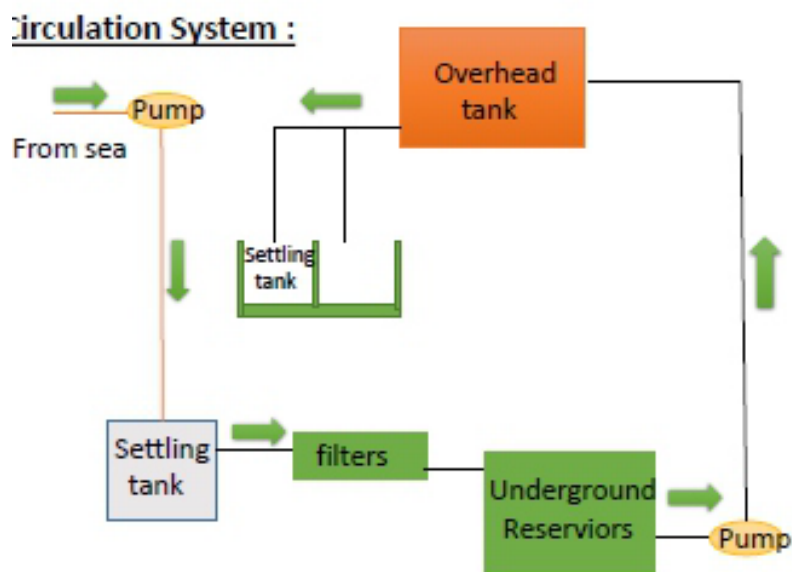 Circulation System :
Overhead
tank
Pump
From sea
Settling
tank
Settling
tank
filters
Underground
Reserviors
Pump